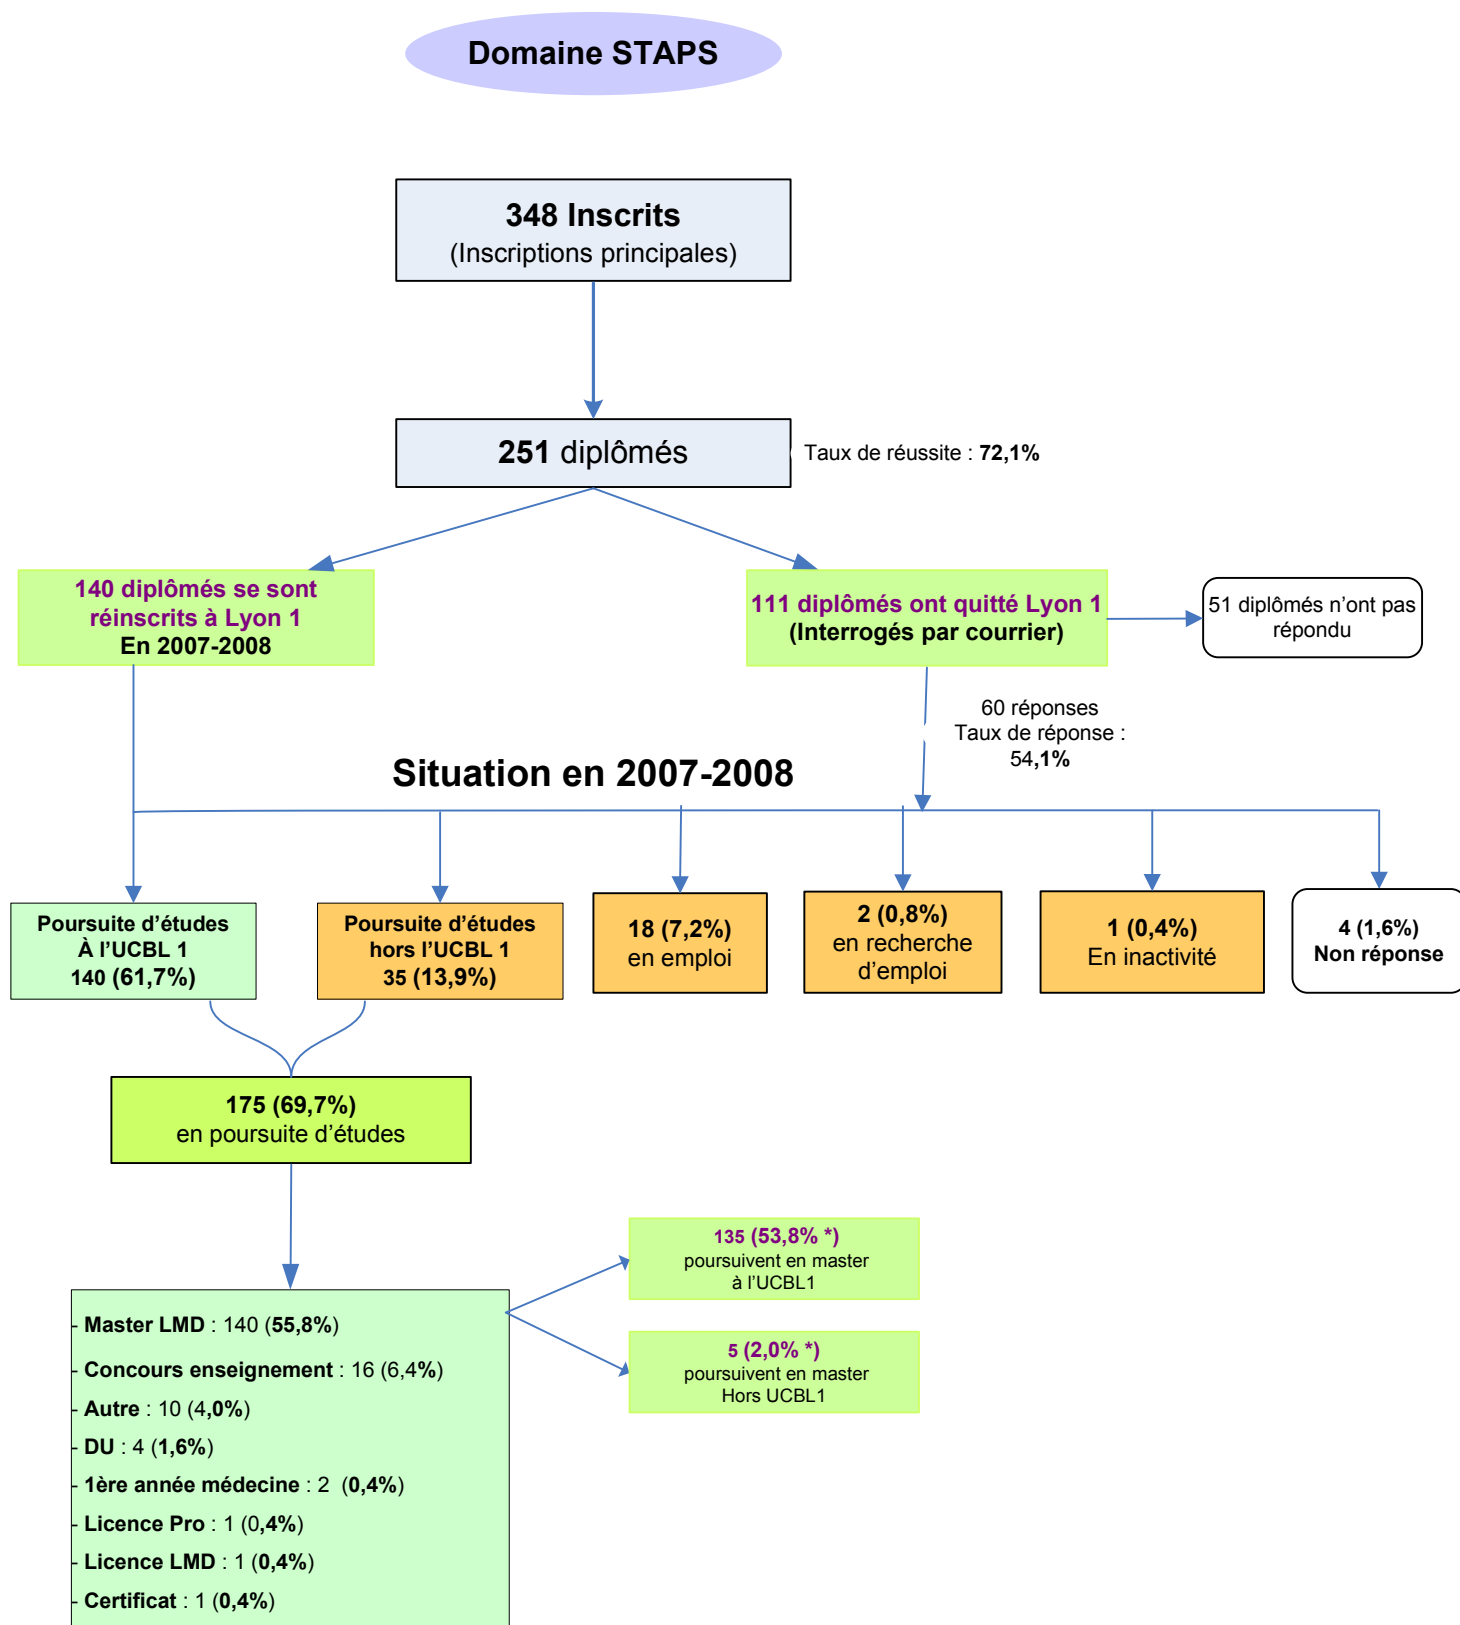 Domaine STAPS
348 Inscrits
(Inscriptions principales)
251 diplômés
Taux de réussite : 72,1%
140 diplômés se sont
réinscrits à Lyon 1
En 2007-2008
111 diplômés ont quitté Lyon 1
(Interrogés par courrier)
51 diplômés n’ont pas
répondu
60 réponses
Taux de réponse :
54,1%
Situation en 2007-2008
Poursuite d’études
À l’UCBL 1
140 (61,7%)
Poursuite d’études
hors l’UCBL 1
35 (13,9%)
18 (7,2%)
en emploi
2 (0,8%)
en recherche
d’emploi
1 (0,4%)
En inactivité
4 (1,6%)
Non réponse
175 (69,7%)
en poursuite d’études
135 (53,8% *)
poursuivent en master
à l’UCBL1
5 (2,0% *)
poursuivent en master
Hors UCBL1
- Master LMD : 140 (55,8%)
- Concours enseignement : 16 (6,4%)
- Autre : 10 (4,0%)
- DU : 4 (1,6%)
- 1ère année médecine : 2  (0,4%)
- Licence Pro : 1 (0,4%)
- Licence LMD : 1 (0,4%)
- Certificat : 1 (0,4%)